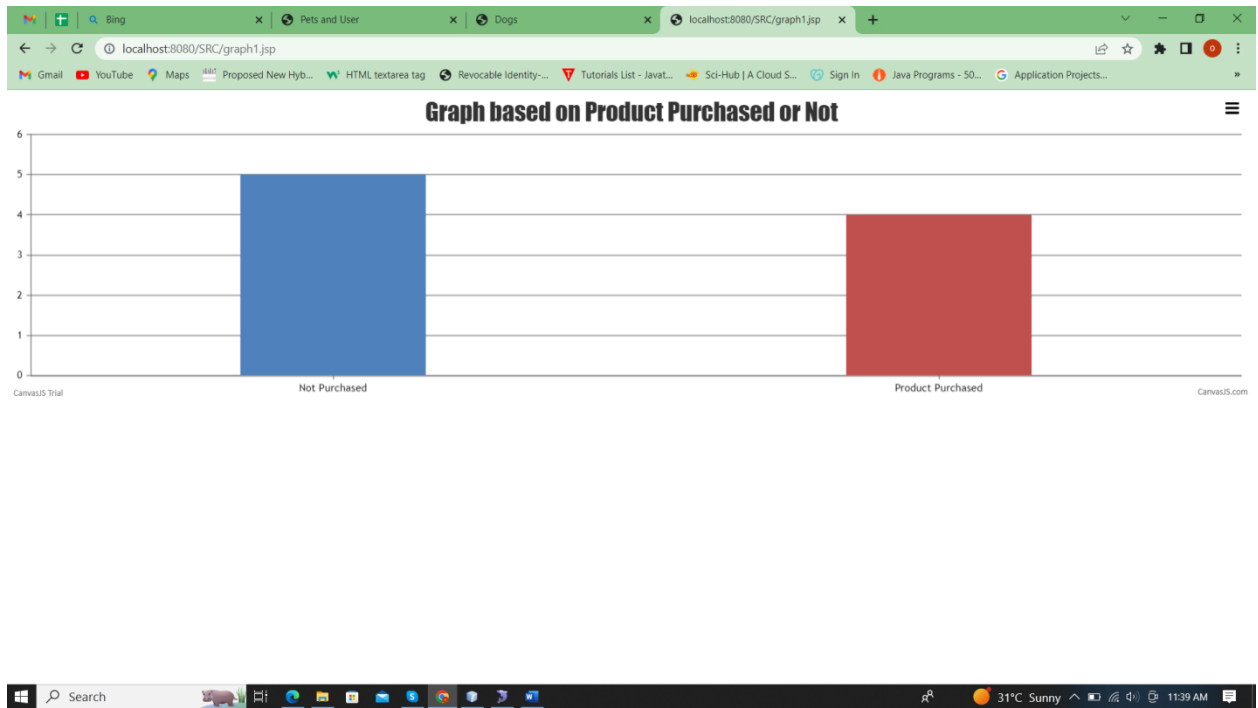 Bing
Pets and User
Dogs
localhost:8080/SRC/graph1.jsp
localhost:8080/SRC/graph1.jsp
Gmail YouTube Maps Proposed New Hyb... HTML textarea tag Revocable Identity-... Tutorials List - Javat... Sci-Hub | A Cloud S... Sign In Java Programs - 50... Application Projects... »
Graph based on Product Purchased or Not
6
5
4
3
2
1
0
Not Purchased
Product Purchased
CanvasJS Trial
CanvasJS.com
Search
31°C Sunny
11:39 AM